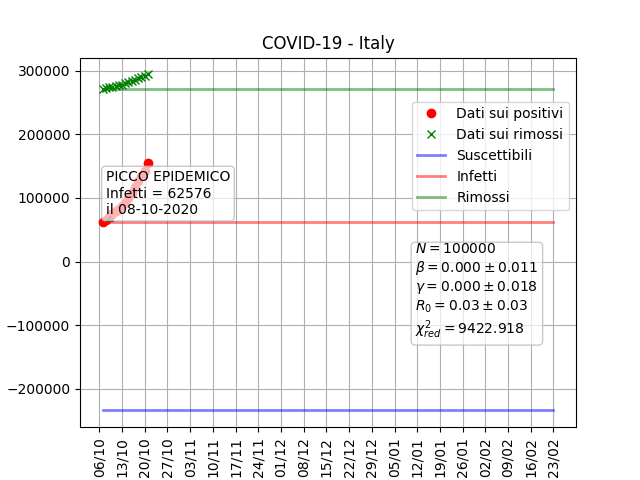 COVID-19 - Italy
300000
200000
100000
0
−100000
−200000
Dati sui positivi
Dati sui rimossi
Suscettibili
Infetti
Rimossi
PICCO EPIDEMICO
Infetti = 62576
il 08-10-2020
N = 100000
β = 0.000 ± 0.011
γ = 0.000 ± 0.018
R₀ = 0.03 ± 0.03
χ²_red = 9422.918
06/10
13/10
20/10
27/10
03/11
10/11
17/11
24/11
01/12
08/12
15/12
22/12
29/12
05/01
12/01
19/01
26/01
02/02
09/02
16/02
23/02